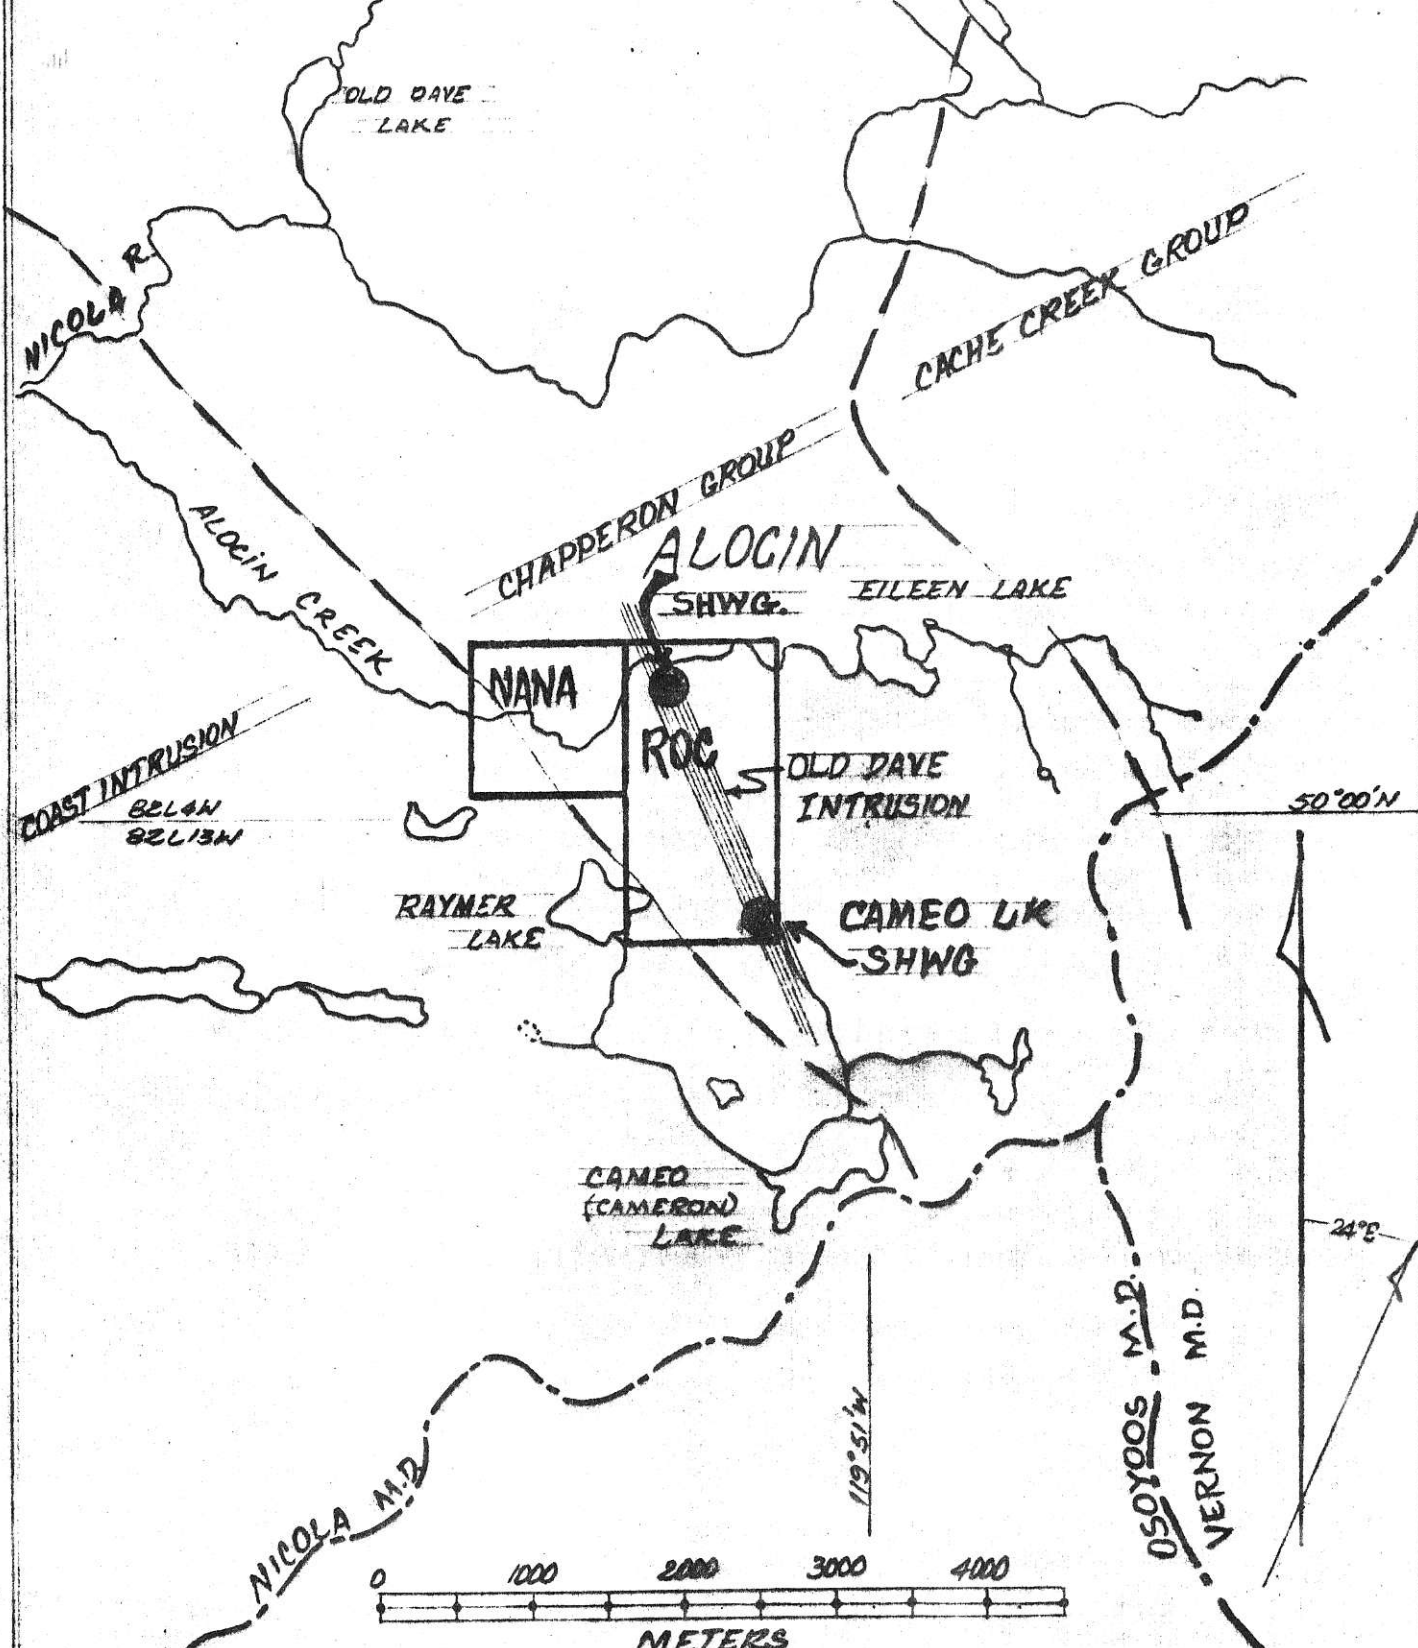 OLD DAVE
LAKE
NICOLA R.
CACHE CREEK GROUP
CHAPPERON GROUP
ALOCIN CREEK
ALOCIN
SHWG.
EILEEN LAKE
NANA
ROC
COAST INTRUSION
82L4W
82L13W
OLD DAVE
INTRUSION
50°00'N
RAYMER
LAKE
CAMEO LK
SHWG
CAMEO
(CAMERON)
LAKE
24°E
119°51'W
OSOYOOS M.D.
VERNON M.D.
NICOLA M.D.
0 1000 2000 3000 4000
METERS